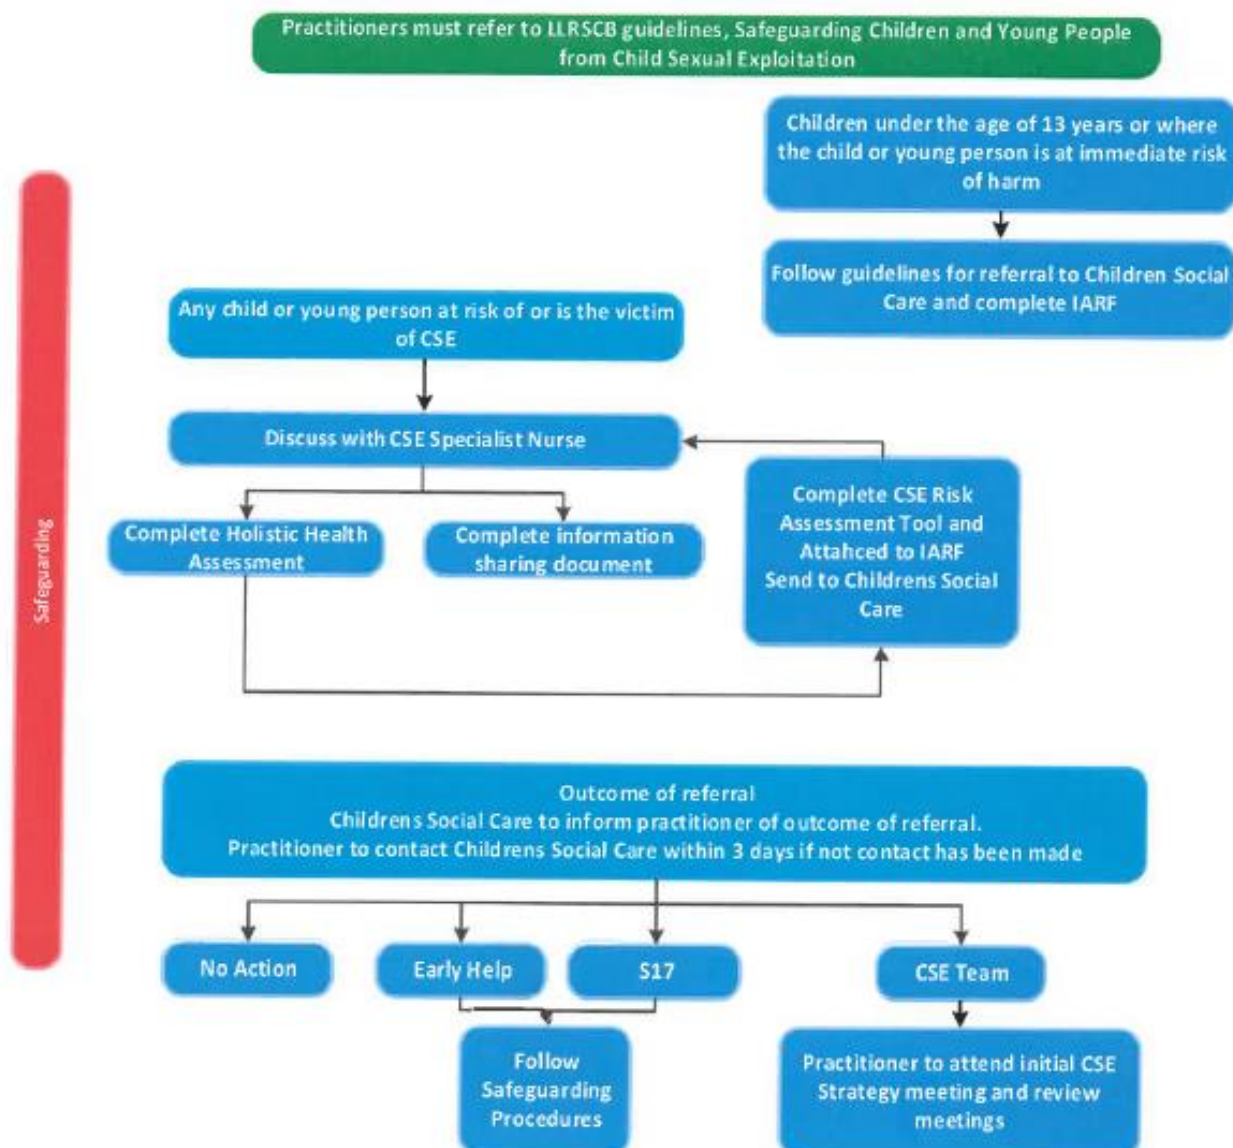 Practitioners must refer to LLRSCB guidelines, Safeguarding Children and Young People
from Child Sexual Exploitation
Children under the age of 13 years or where
the child or young person is at immediate risk
of harm
Follow guidelines for referral to Children Social
Care and complete IARF
Safeguarding
Any child or young person at risk of or is the victim
of CSE
Discuss with CSE Specialist Nurse
Complete Holistic Health
Assessment
Complete information
sharing document
Complete CSE Risk
Assessment Tool and
Attahced to IARF
Send to Childrens Social
Care
Outcome of referral
Childrens Social Care to inform practitioner of outcome of referral.
Practitioner to contact Childrens Social Care within 3 days if not contact has been made
No Action
Early Help
S17
CSE Team
Follow
Safeguarding
Procedures
Practitioner to attend initial CSE
Strategy meeting and review
meetings